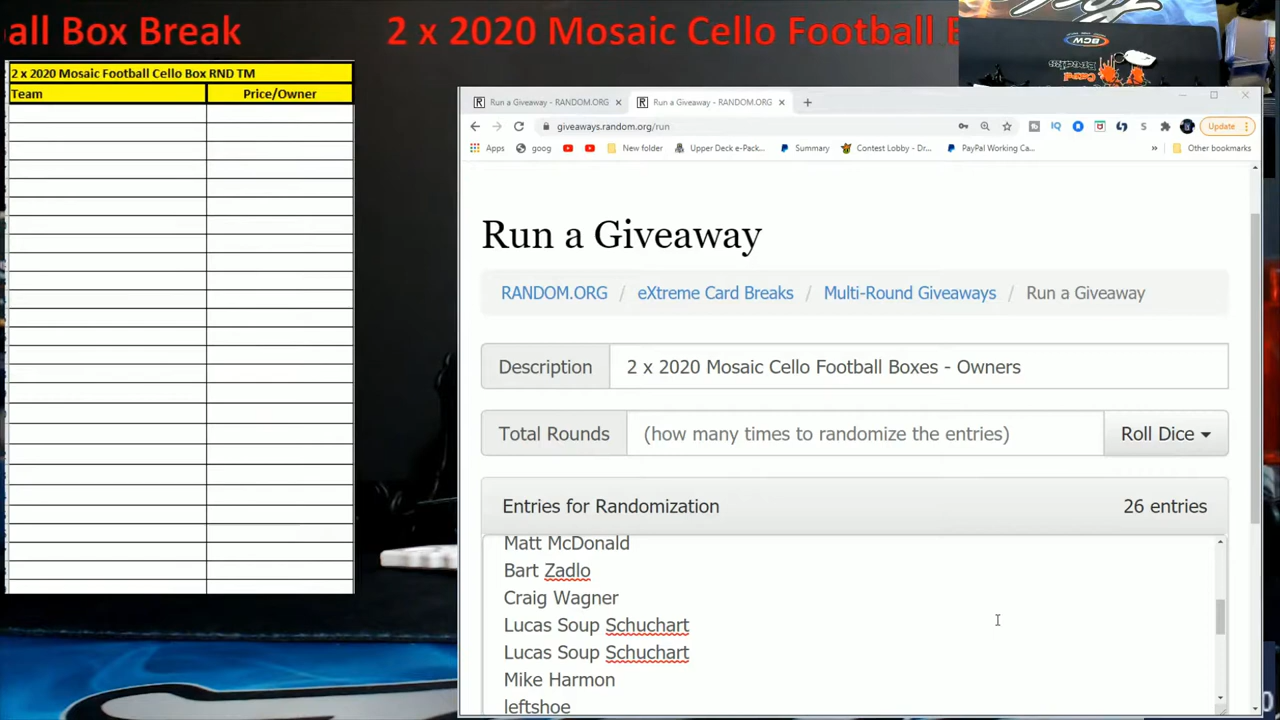 all Box Break 2 x 2020 Mosaic Cello Football
2 x 2020 Mosaic Football Cello Box RND TM
Team Price/Owner
BCW
Run a Giveaway - RANDOM.ORG Run a Giveaway - RANDOM.ORG
giveaways.random.org/run Update
Apps goog New folder Upper Deck e-Pack... Summary Contest Lobby - Dr... PayPal Working Ca... Other bookmarks
Run a Giveaway
RANDOM.ORG / eXtreme Card Breaks / Multi-Round Giveaways / Run a Giveaway
Description 2 x 2020 Mosaic Cello Football Boxes - Owners
Total Rounds (how many times to randomize the entries) Roll Dice
Entries for Randomization 26 entries
Matt McDonald
Bart Zadlo
Craig Wagner
Lucas Soup Schuchart
Lucas Soup Schuchart
Mike Harmon
leftshoe